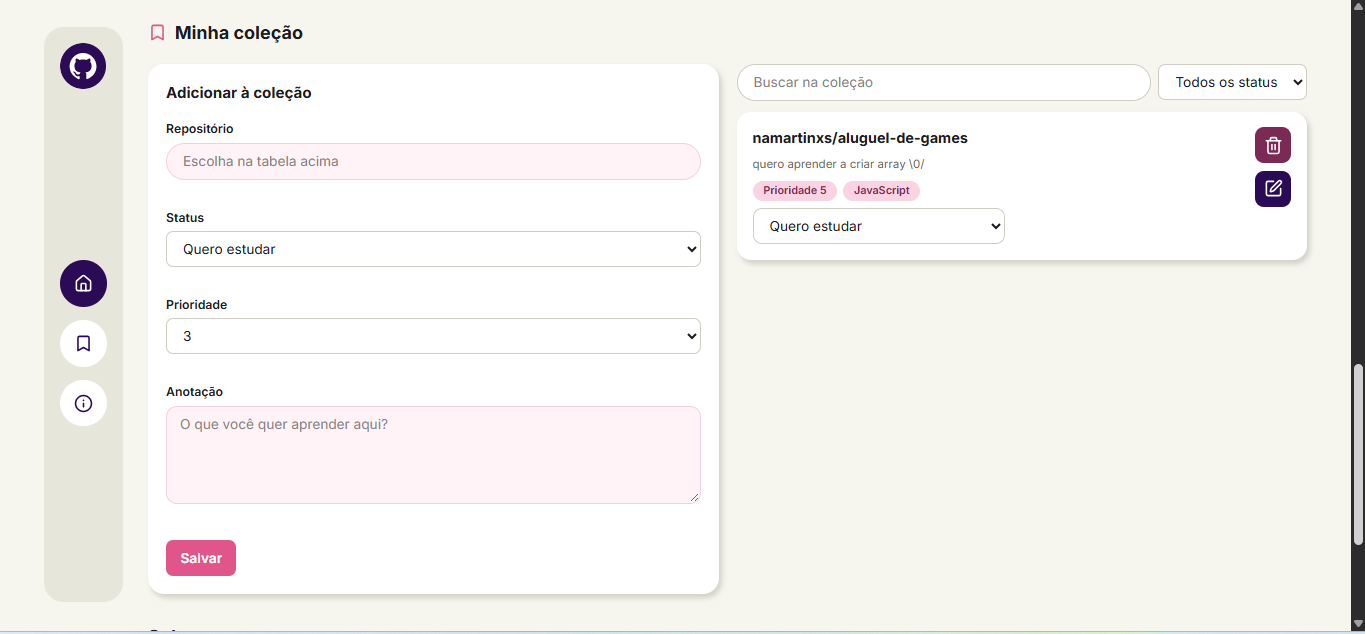 Minha coleção
Adicionar à coleção
Repositório
Escolha na tabela acima
Status
Quero estudar
Prioridade
3
Anotação
O que você quer aprender aqui?
Salvar
Buscar na coleção
Todos os status
namartinxs/aluguel-de-games
quero aprender a criar array \0/
Prioridade 5
JavaScript
Quero estudar